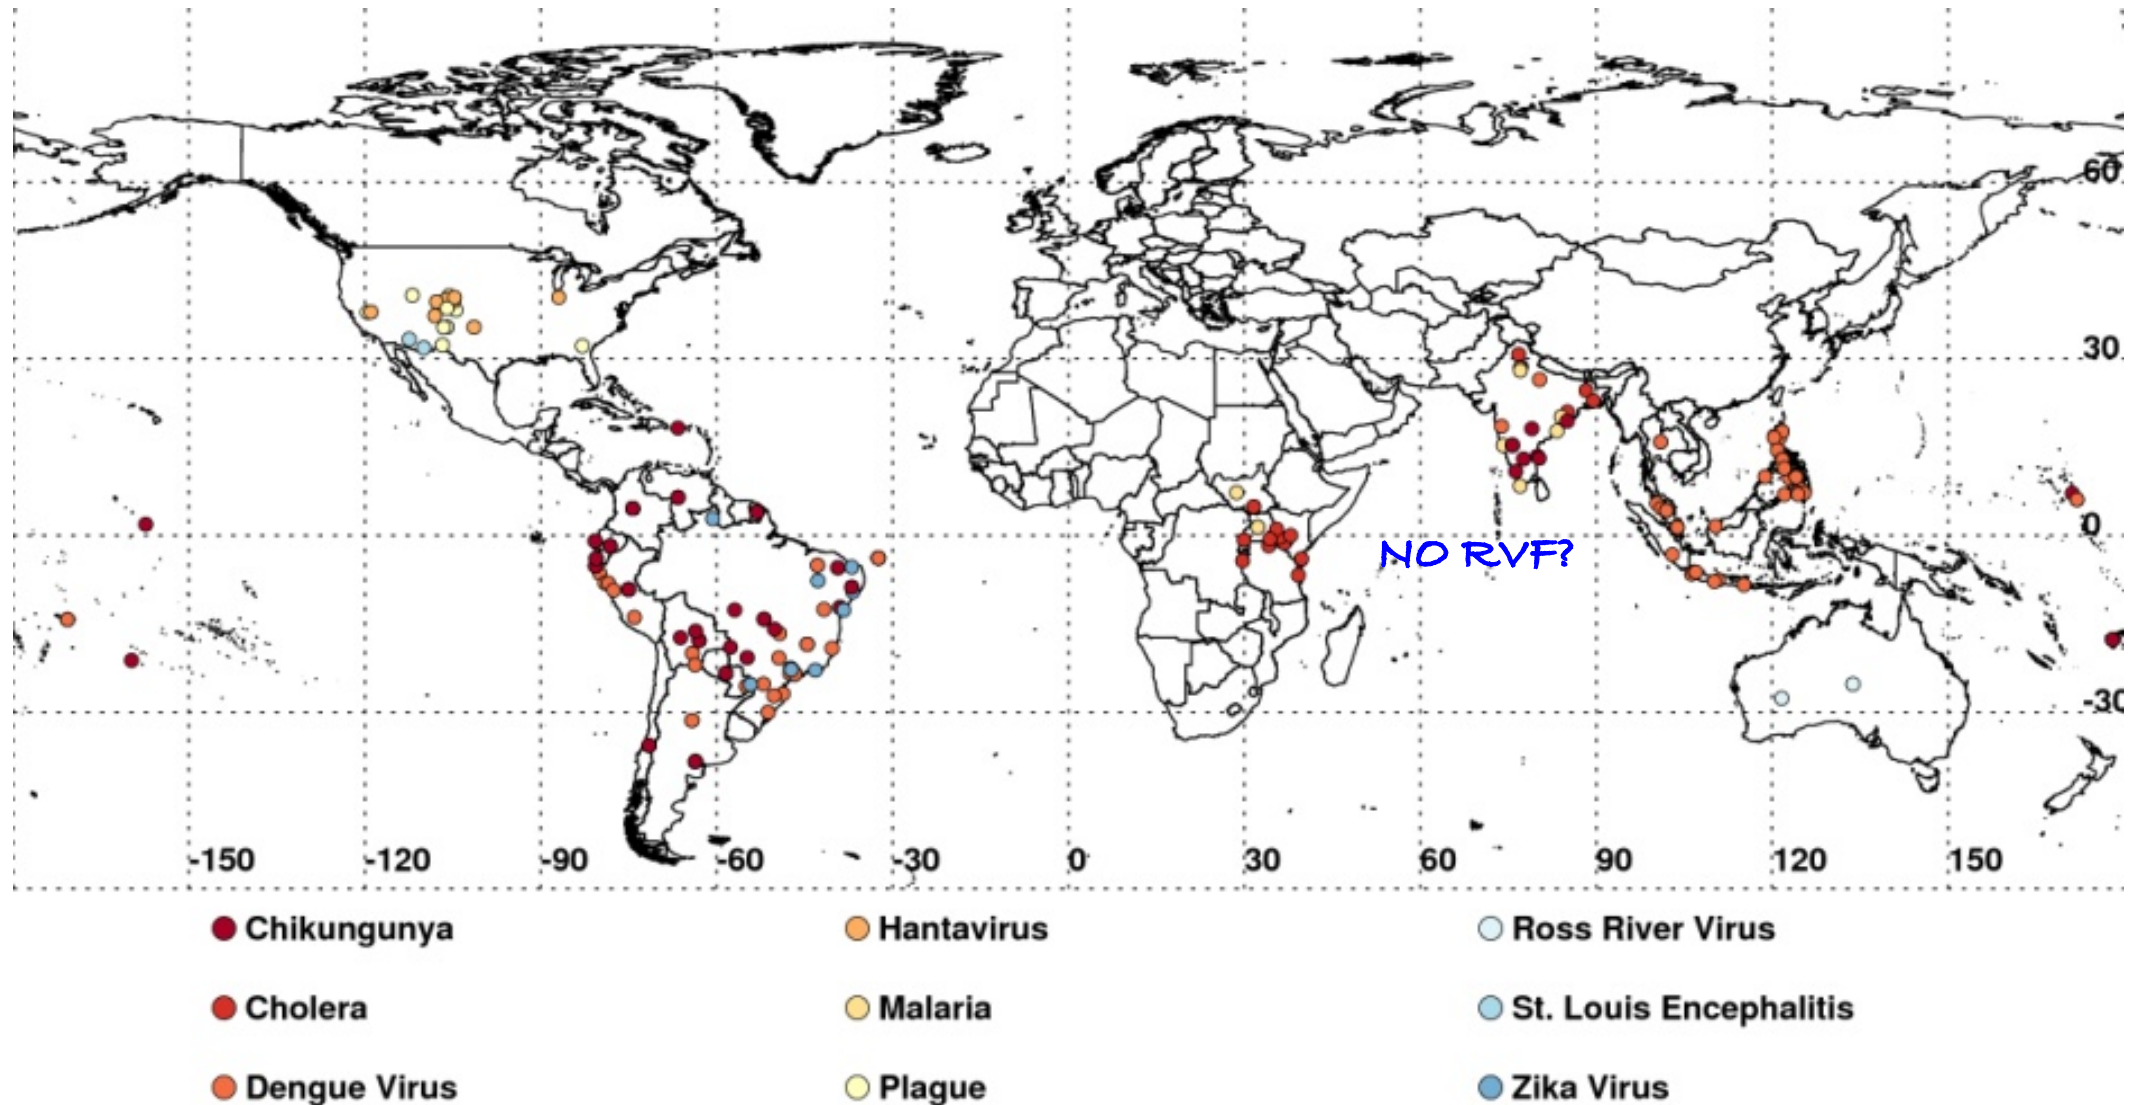 60
30
0
NO RVF?
-30
-150 -120 -90 -60 -30 0 30 60 90 120 150
Chikungunya Hantavirus Ross River Virus
Cholera Malaria St. Louis Encephalitis
Dengue Virus Plague Zika Virus